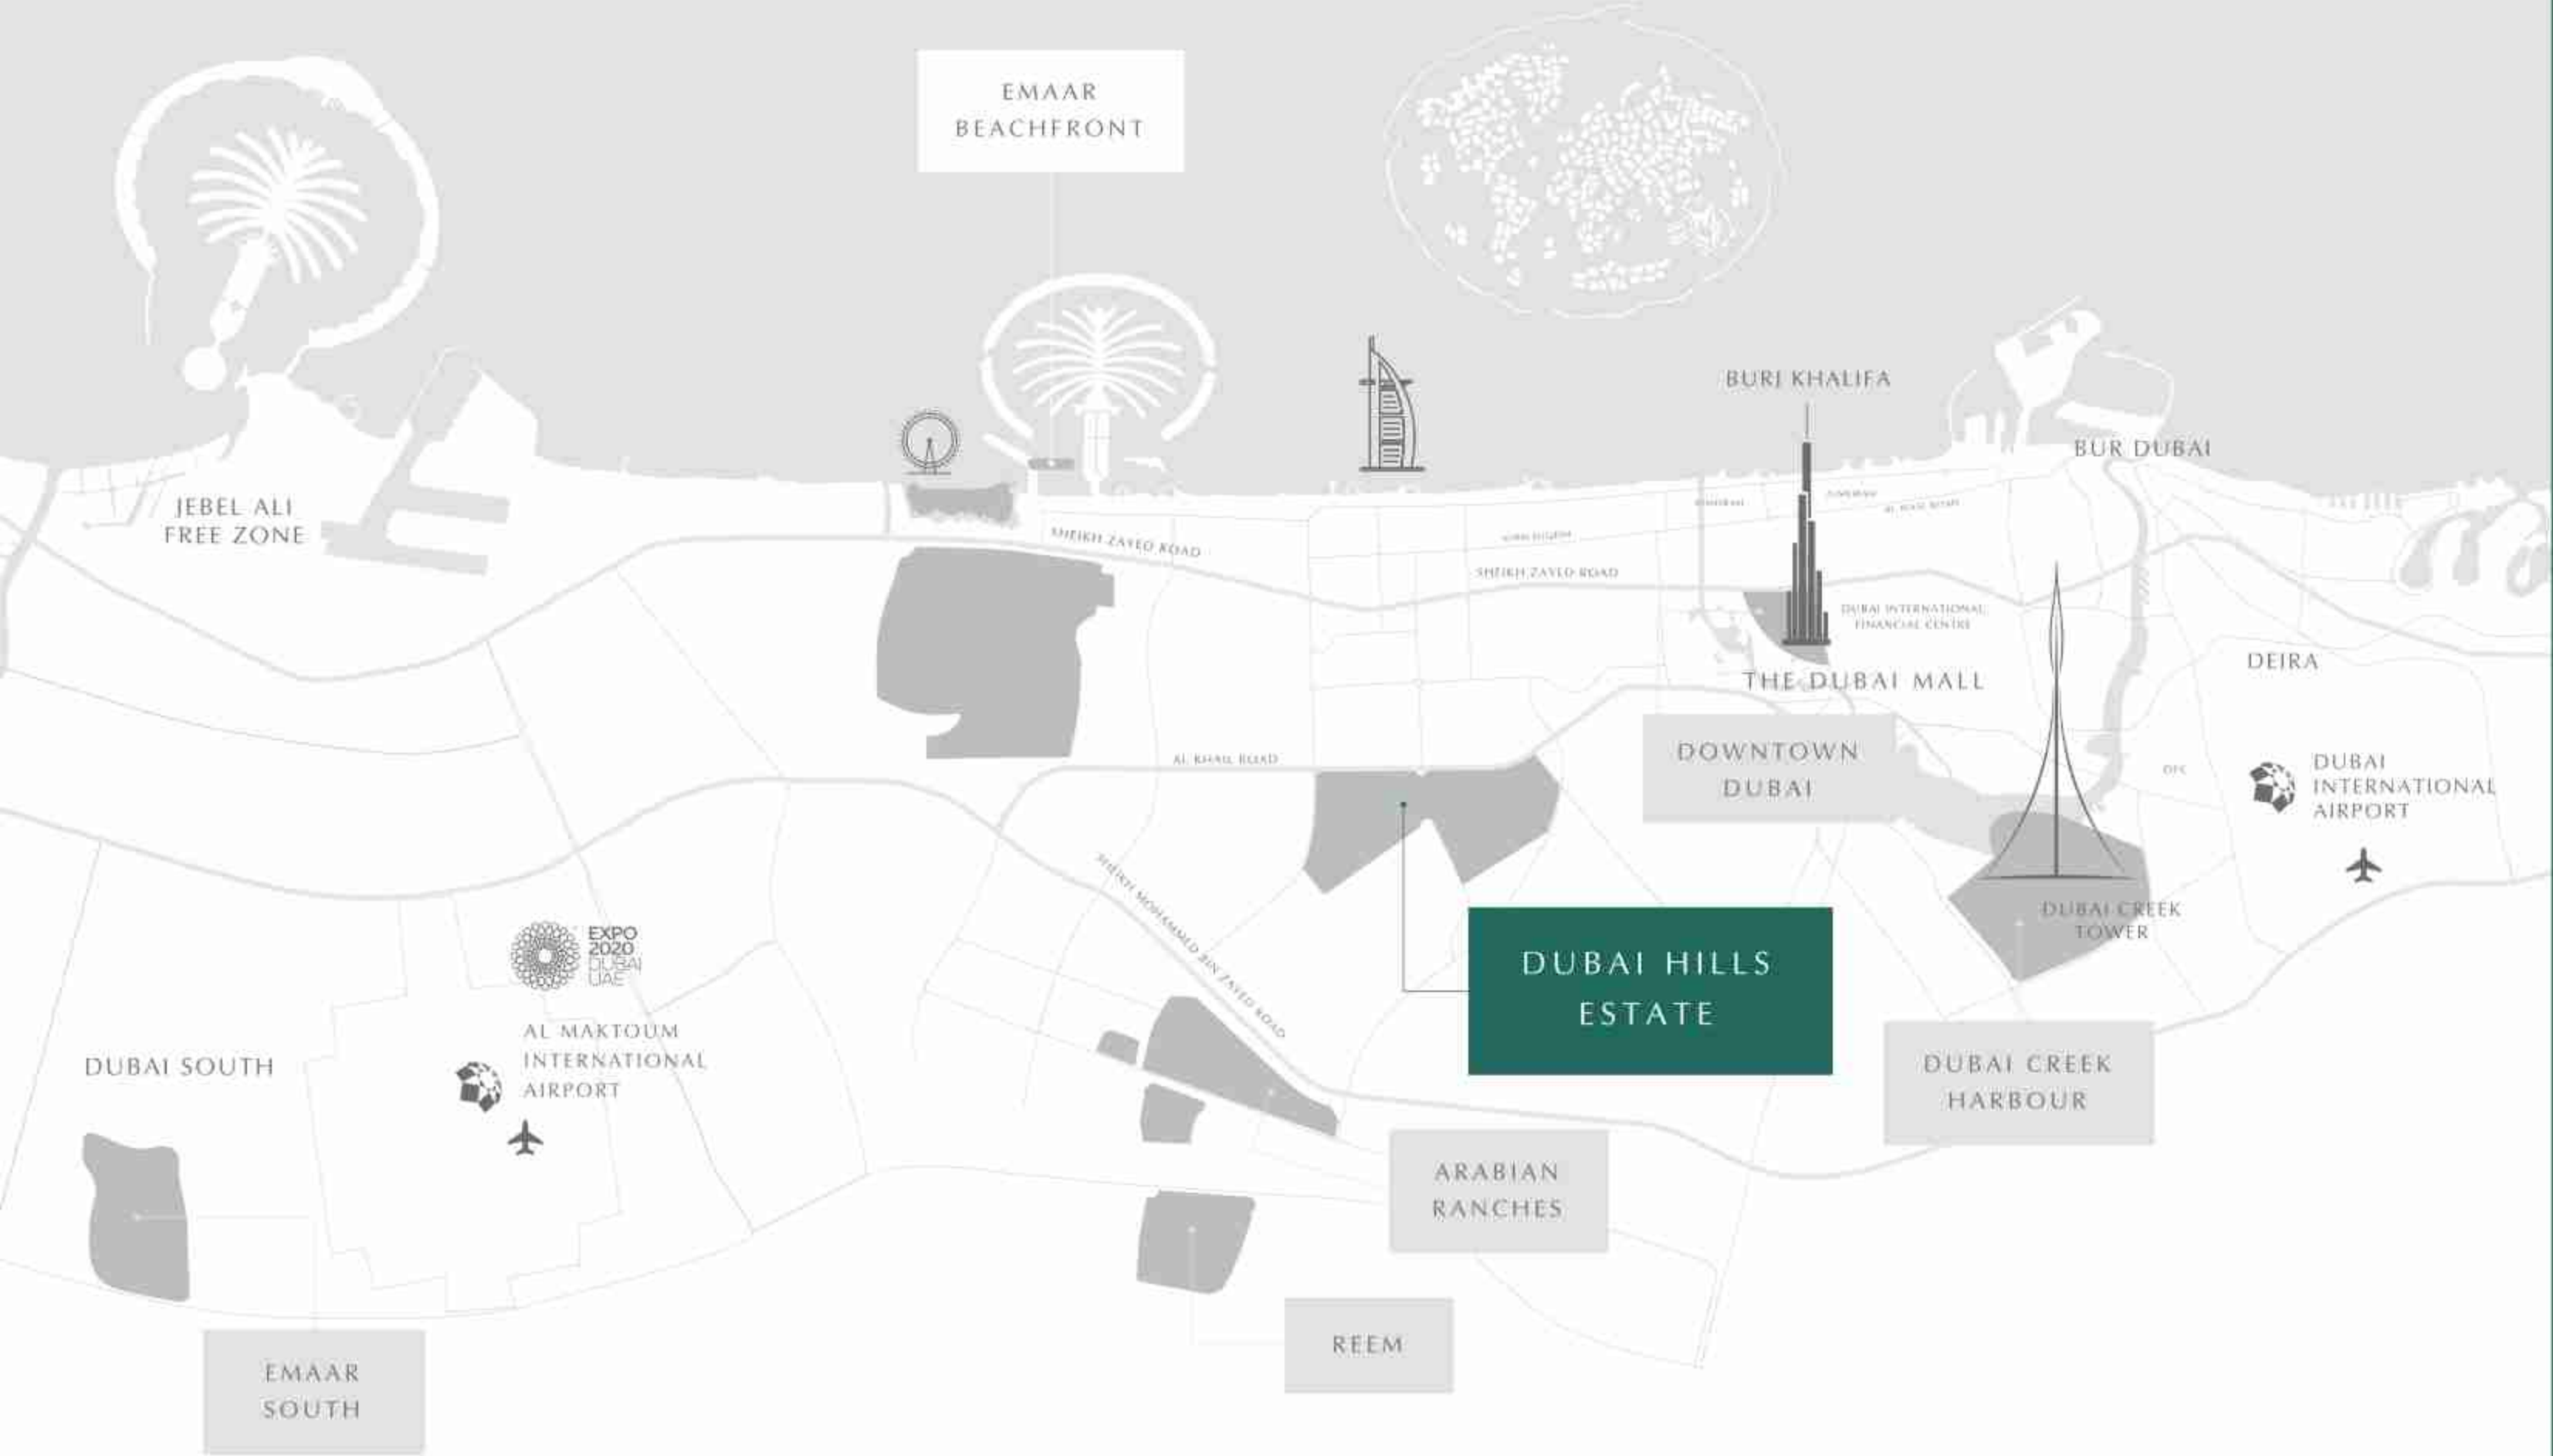 EMAAR
BEACHFRONT
BURJ KHALIFA
BUR DUBAI
JEBEL ALI
FREE ZONE
SHEIKH ZAYED ROAD
SHEIKH ZAYED ROAD
DUBAI INTERNATIONAL
FINANCIAL CENTRE
DEIRA
THE DUBAI MALL
DOWNTOWN
DUBAI
AL KHAIL ROAD
DUBAI
INTERNATIONAL
AIRPORT
SHEIKH MOHAMMED BIN ZAYED ROAD
DUBAI CREEK
TOWER
EXPO
2020
DUBAI
UAE
DUBAI HILLS
ESTATE
AL MAKTOUM
INTERNATIONAL
AIRPORT
DUBAI SOUTH
DUBAI CREEK
HARBOUR
ARABIAN
RANCHES
REEM
EMAAR
SOUTH